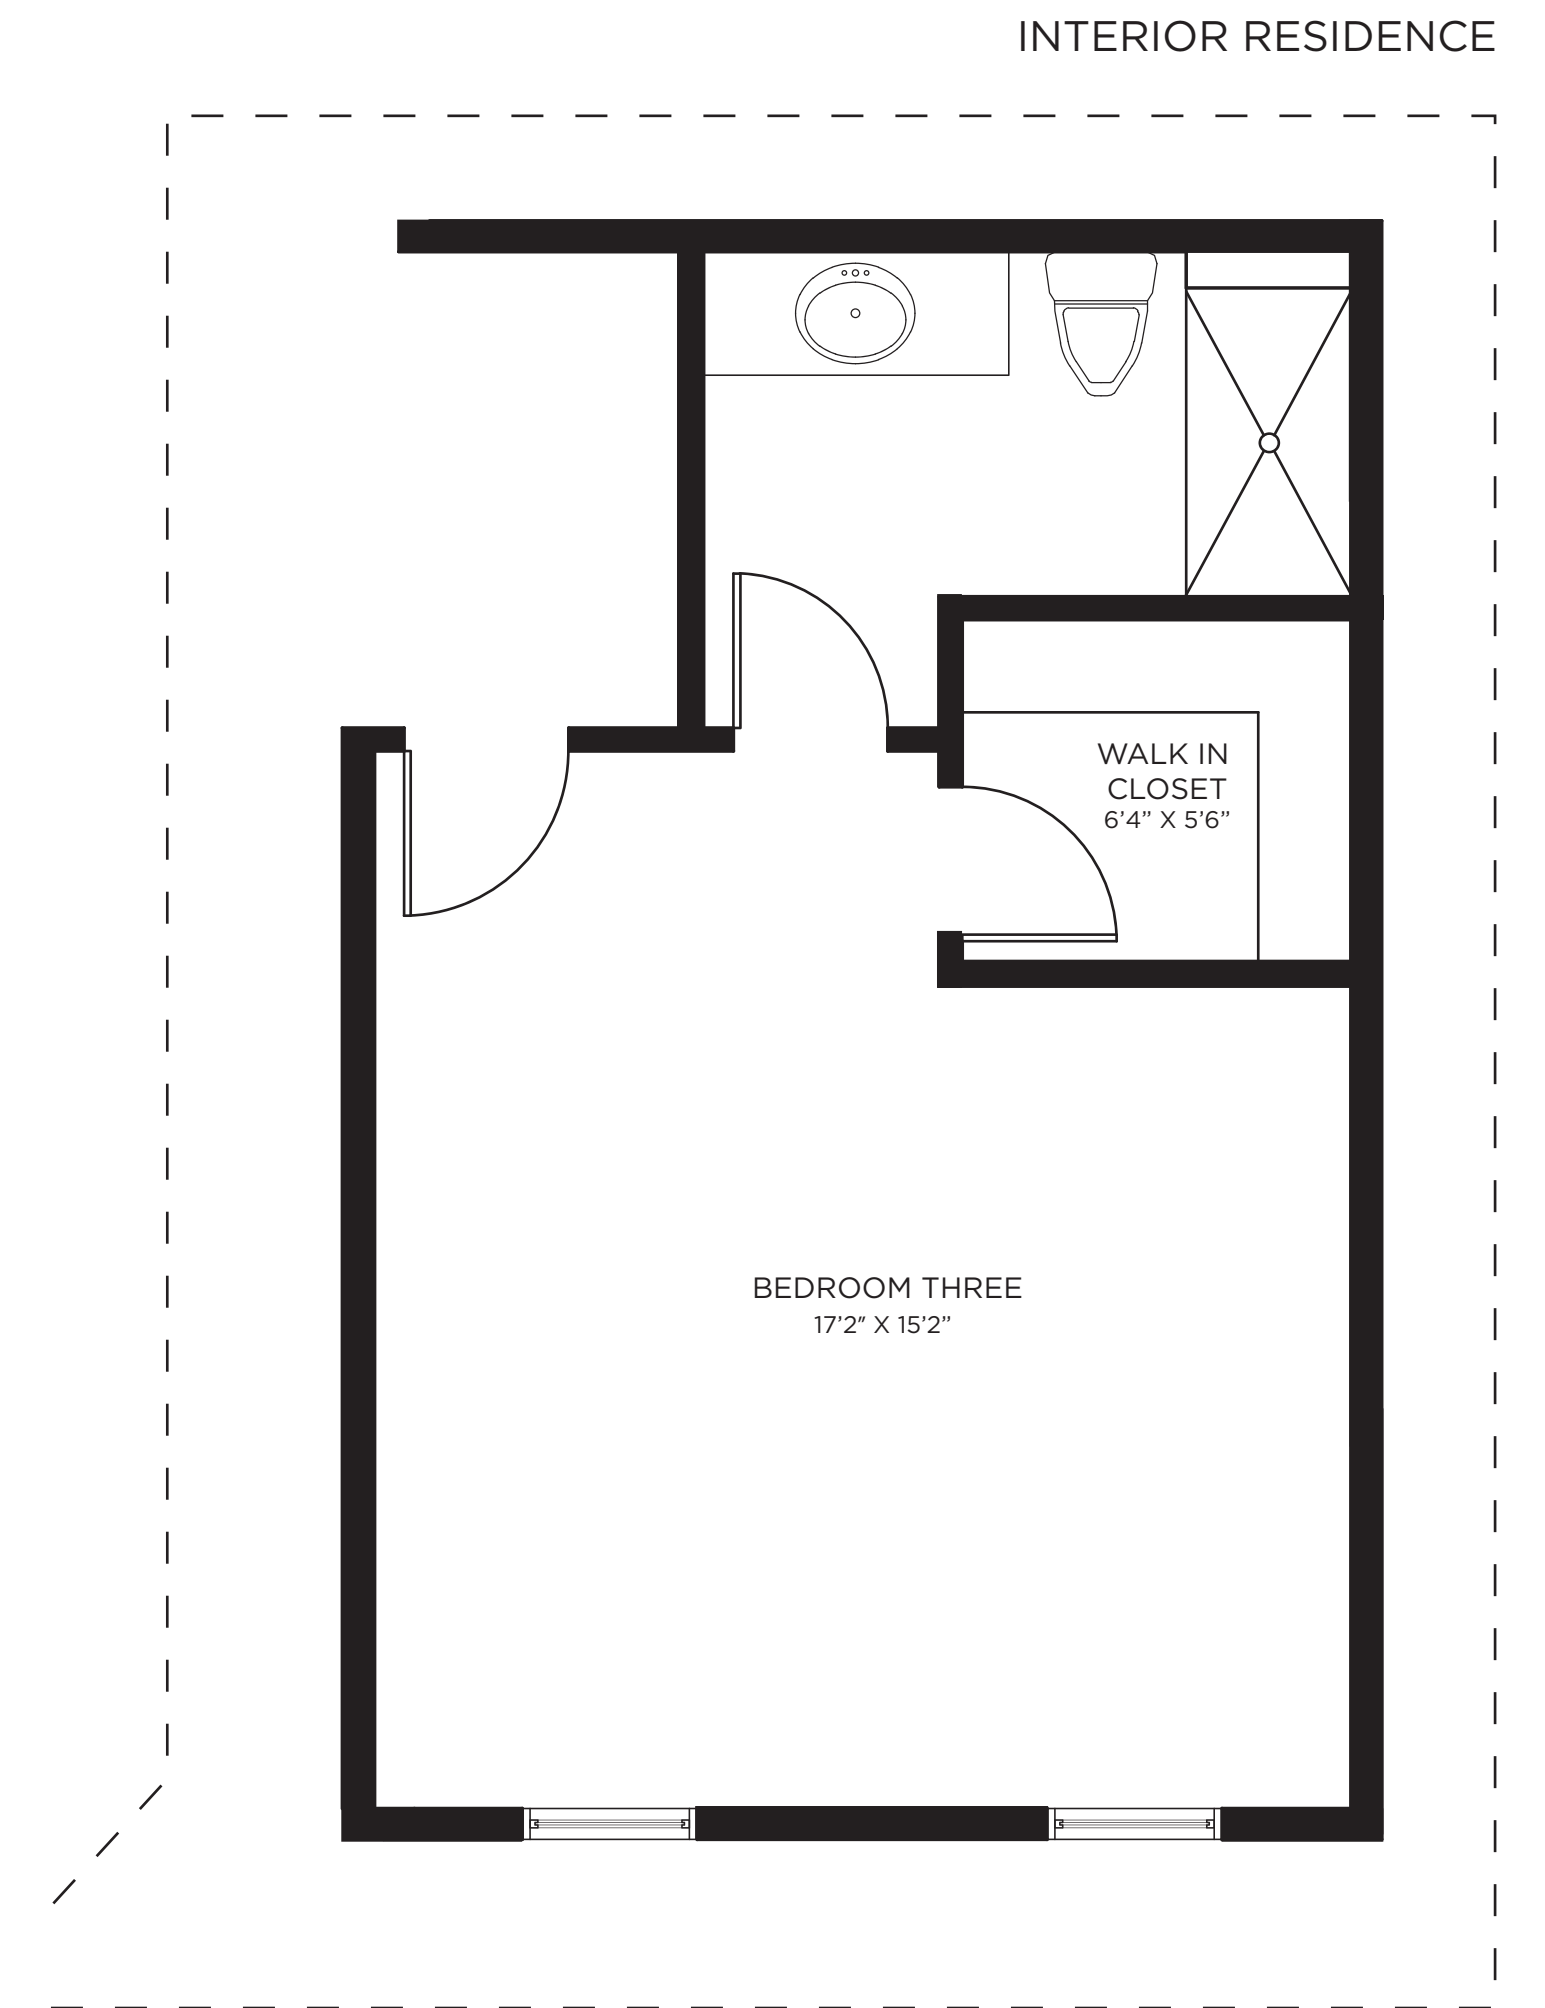 INTERIOR RESIDENCE
WALK IN
CLOSET
6’4” X 5’6”
BEDROOM THREE
17’2″ X 15’2”